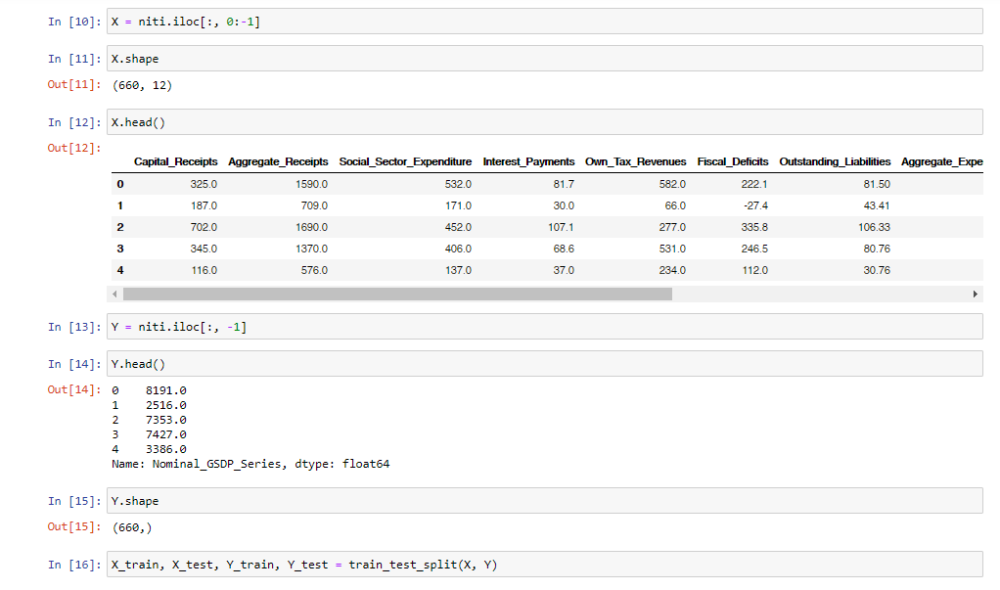 In [10]: X = niti.iloc[:, 0:-1]
In [11]: X.shape
Out[11]: (660, 12)
In [12]: X.head()
Out[12]:
Capital_Receipts Aggregate_Receipts Social_Sector_Expenditure Interest_Payments Own_Tax_Revenues Fiscal_Deficits Outstanding_Liabilities Aggregate_Expe
0 325.0 1590.0 532.0 81.7 582.0 222.1 81.50
1 187.0 709.0 171.0 30.0 66.0 -27.4 43.41
2 702.0 1690.0 452.0 107.1 277.0 335.8 106.33
3 345.0 1370.0 406.0 68.6 531.0 246.5 80.76
4 116.0 576.0 137.0 37.0 234.0 112.0 30.76
In [13]: Y = niti.iloc[:, -1]
In [14]: Y.head()
Out[14]: 0 8191.0
1 2516.0
2 7353.0
3 7427.0
4 3386.0
Name: Nominal_GSDP_Series, dtype: float64
In [15]: Y.shape
Out[15]: (660,)
In [16]: X_train, X_test, Y_train, Y_test = train_test_split(X, Y)